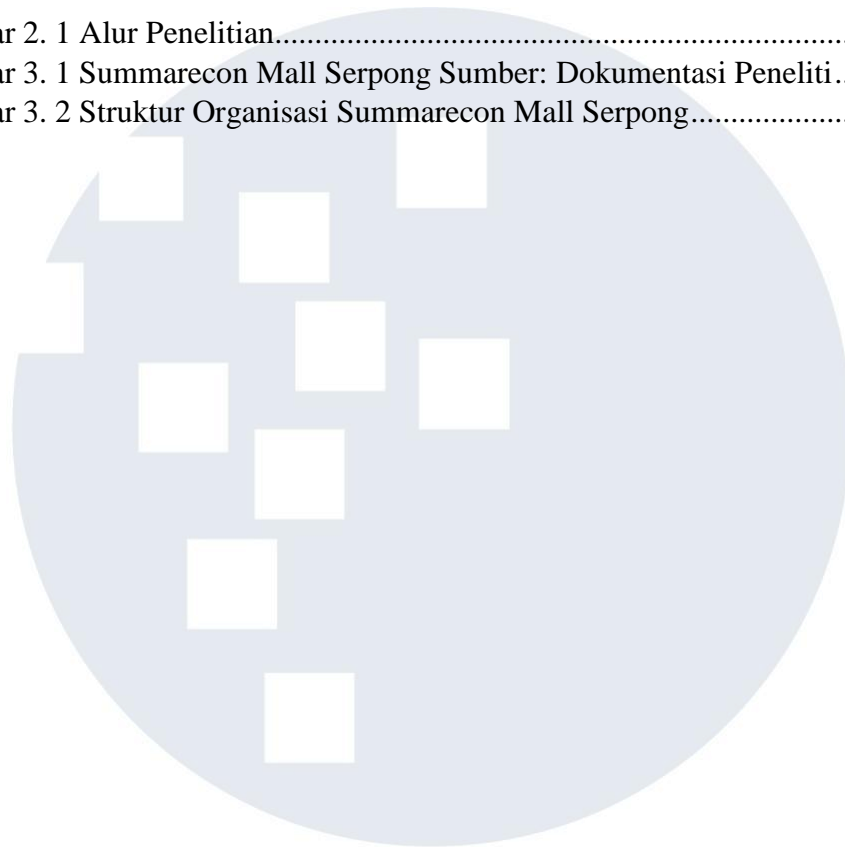 ar 2. 1 Alur Penelitian..............................................................................
ar 3. 1 Summarecon Mall Serpong Sumber: Dokumentasi Peneliti..
ar 3. 2 Struktur Organisasi Summarecon Mall Serpong....................